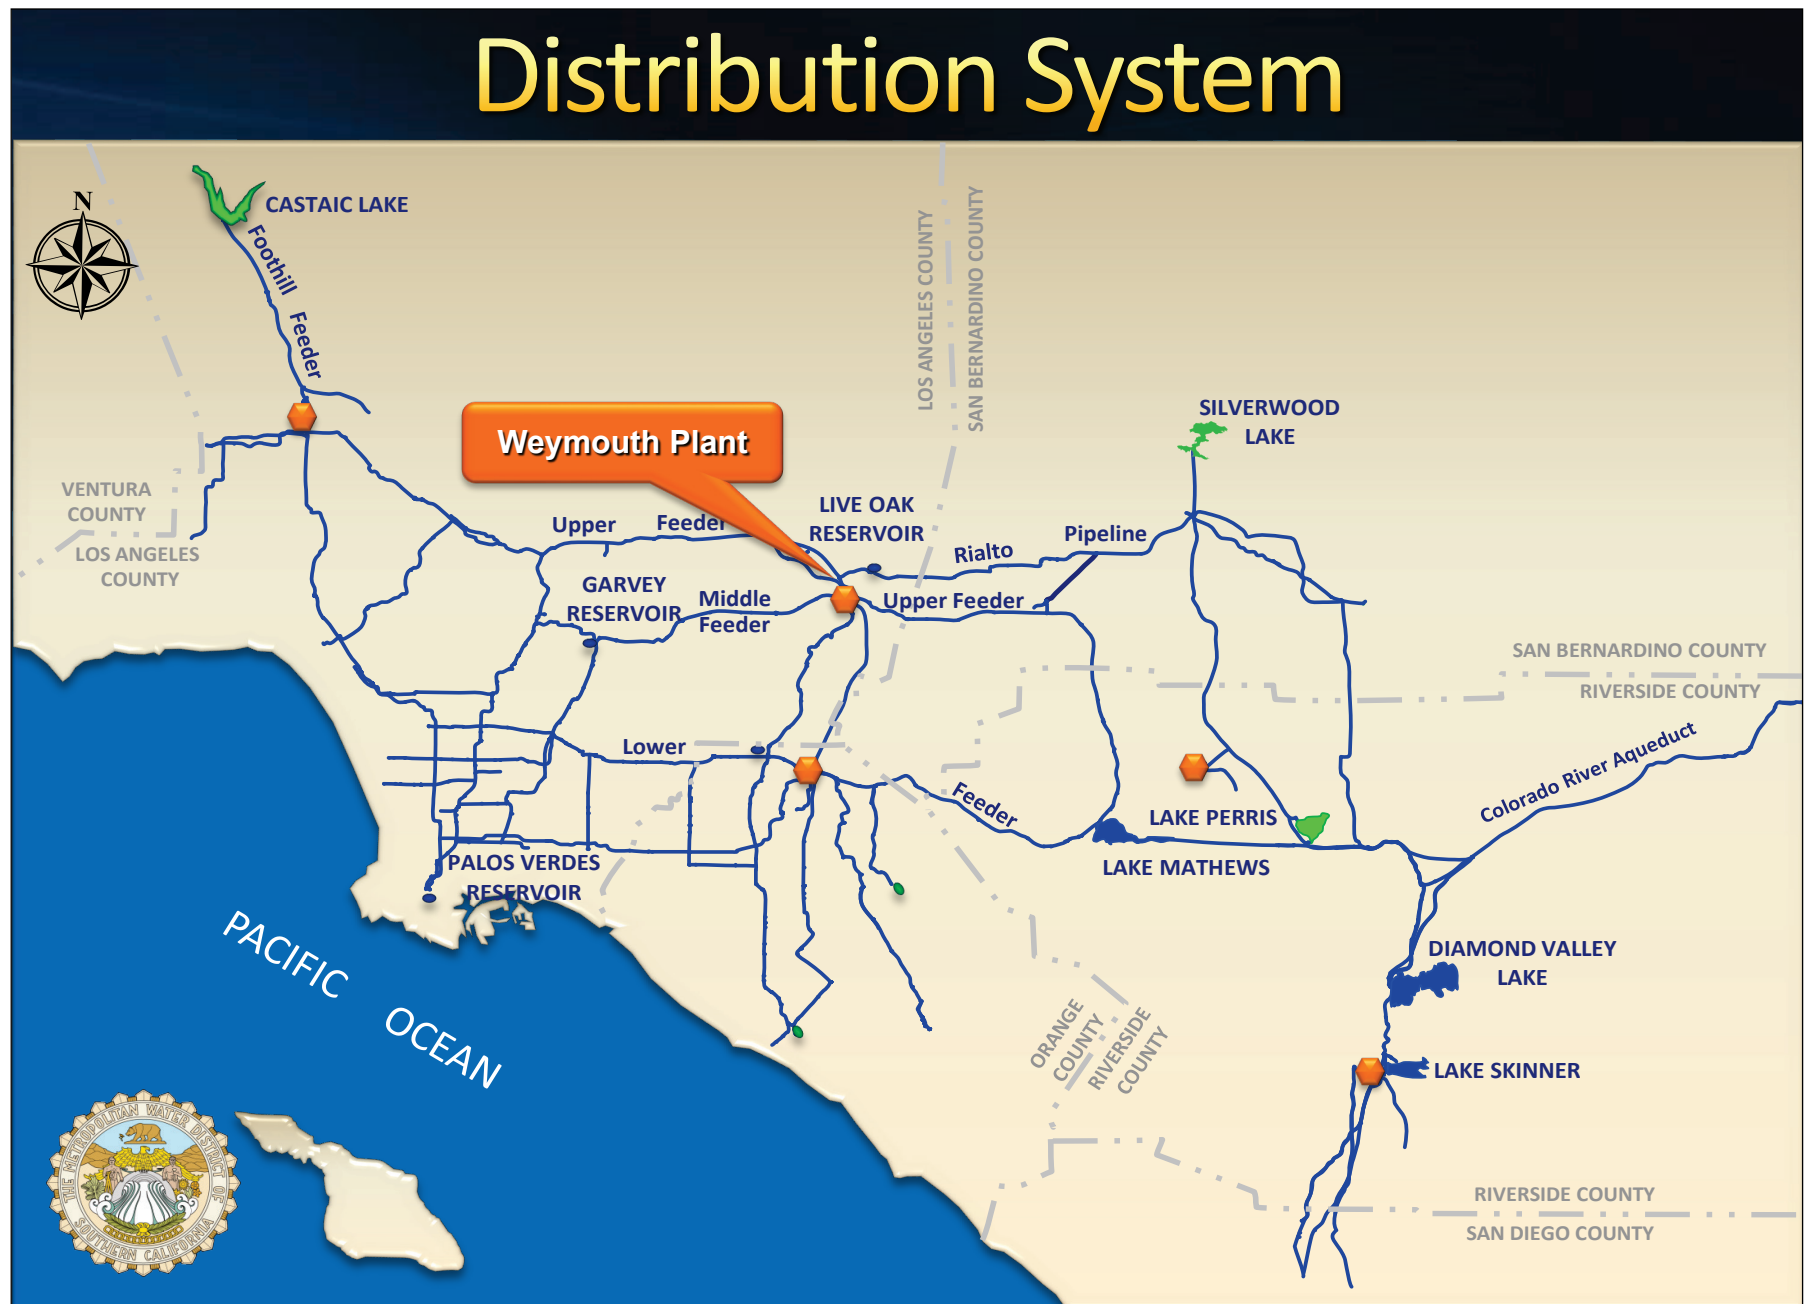 Distribution System
N
CASTAIC LAKE
Foothill Feeder
LOS ANGELES COUNTY
SAN BERNARDINO COUNTY
SILVERWOOD
LAKE
Weymouth Plant
VENTURA
COUNTY
LOS ANGELES
COUNTY
Upper Feeder
LIVE OAK
RESERVOIR
Rialto Pipeline
GARVEY
RESERVOIR
Middle
Feeder
Upper Feeder
SAN BERNARDINO COUNTY
RIVERSIDE COUNTY
Lower Feeder
Colorado River Aqueduct
LAKE PERRIS
LAKE MATHEWS
PALOS VERDES
RESERVOIR
PACIFIC OCEAN
DIAMOND VALLEY
LAKE
ORANGE
COUNTY
RIVERSIDE
COUNTY
LAKE SKINNER
THE METROPOLITAN WATER DISTRICT OF
SOUTHERN CALIFORNIA
RIVERSIDE COUNTY
SAN DIEGO COUNTY